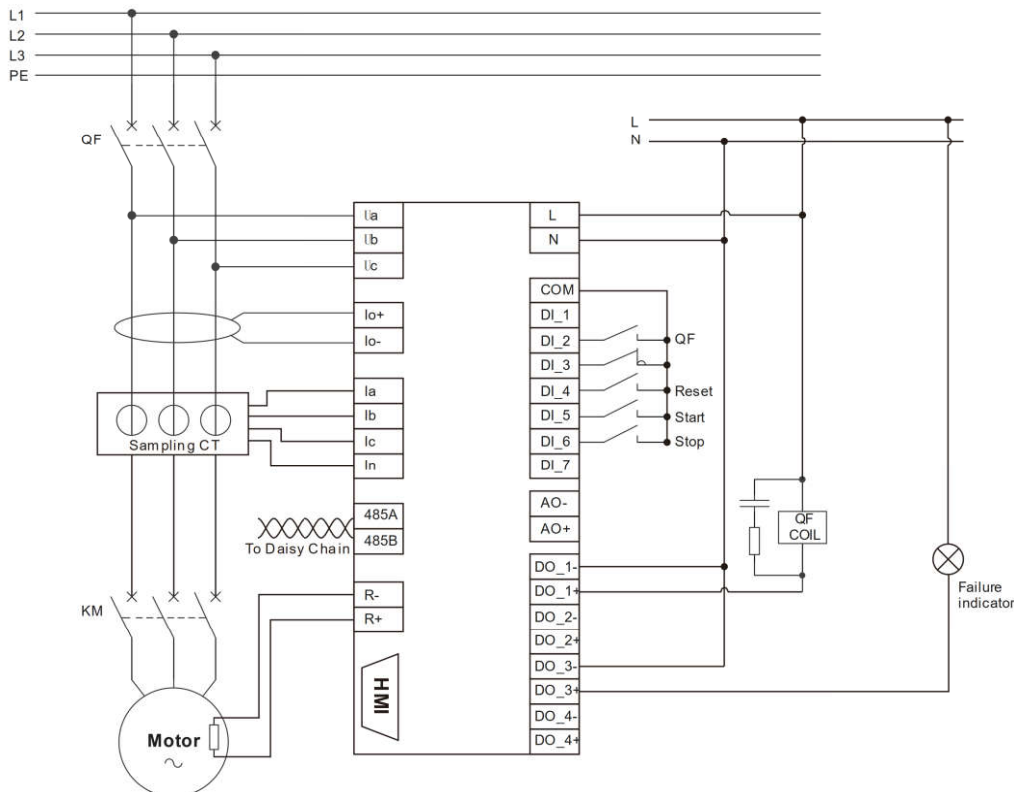 L1
L2
L3
PE
QF
L
N
Ua
Ub
Uc
Io+
Io-
Ia
Ib
Ic
In
Sampling CT
485A
485B
To Daisy Chain
R-
R+
KM
HMI
Motor
L
N
COM
DI_1
DI_2
DI_3
DI_4
DI_5
DI_6
DI_7
QF
Reset
Start
Stop
AO-
AO+
DO_1-
DO_1+
DO_2-
DO_2+
DO_3-
DO_3+
DO_4-
DO_4+
QF
COIL
Failure
indicator